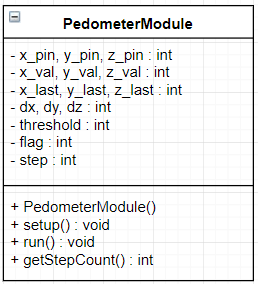 PedometerModule
- x_pin, y_pin, z_pin : int
- x_val, y_val, z_val : int
- x_last, y_last, z_last : int
- dx, dy, dz : int
- threshold : int
- flag : int
- step : int
+ PedometerModule()
+ setup() : void
+ run() : void
+ getStepCount() : int